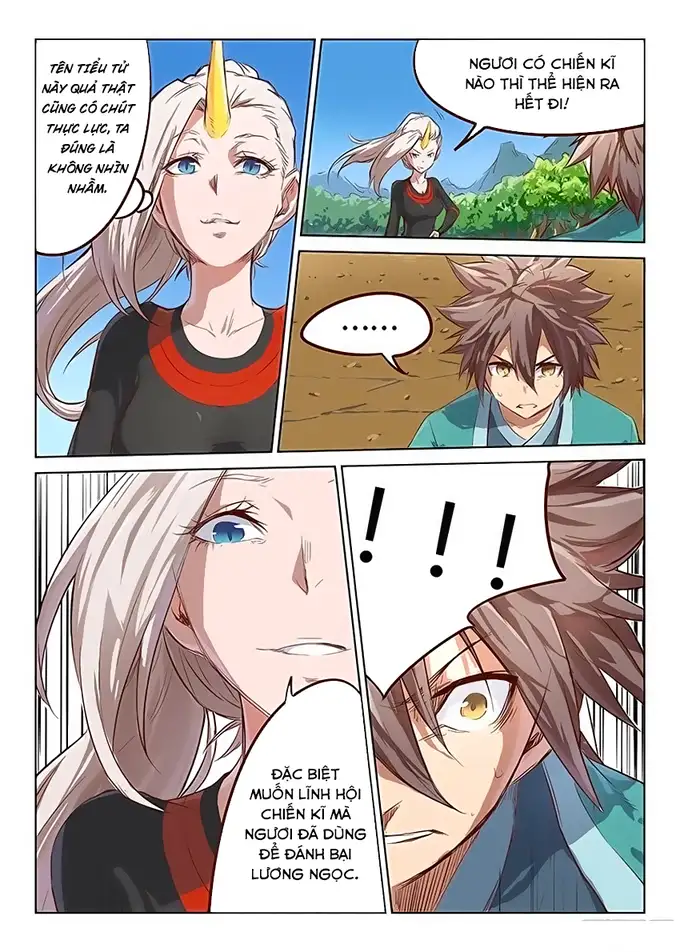 TÊN TIỂU TỬ
NÀY QUẢ THẬT
CŨNG CÓ CHÚT
THỰC LỰC, TA
ĐÚNG LÀ
KHÔNG NHÌN
NHẦM.
NGƯƠI CÓ CHIẾN KĨ
NÀO THÌ THỂ HIỆN RA
HẾT ĐI!
......
! ! !
ĐẶC BIỆT
MUỐN LĨNH HỘI
CHIẾN KĨ MÀ
NGƯƠI ĐÃ DÙNG
ĐỂ ĐÁNH BẠI
LƯƠNG NGỌC.